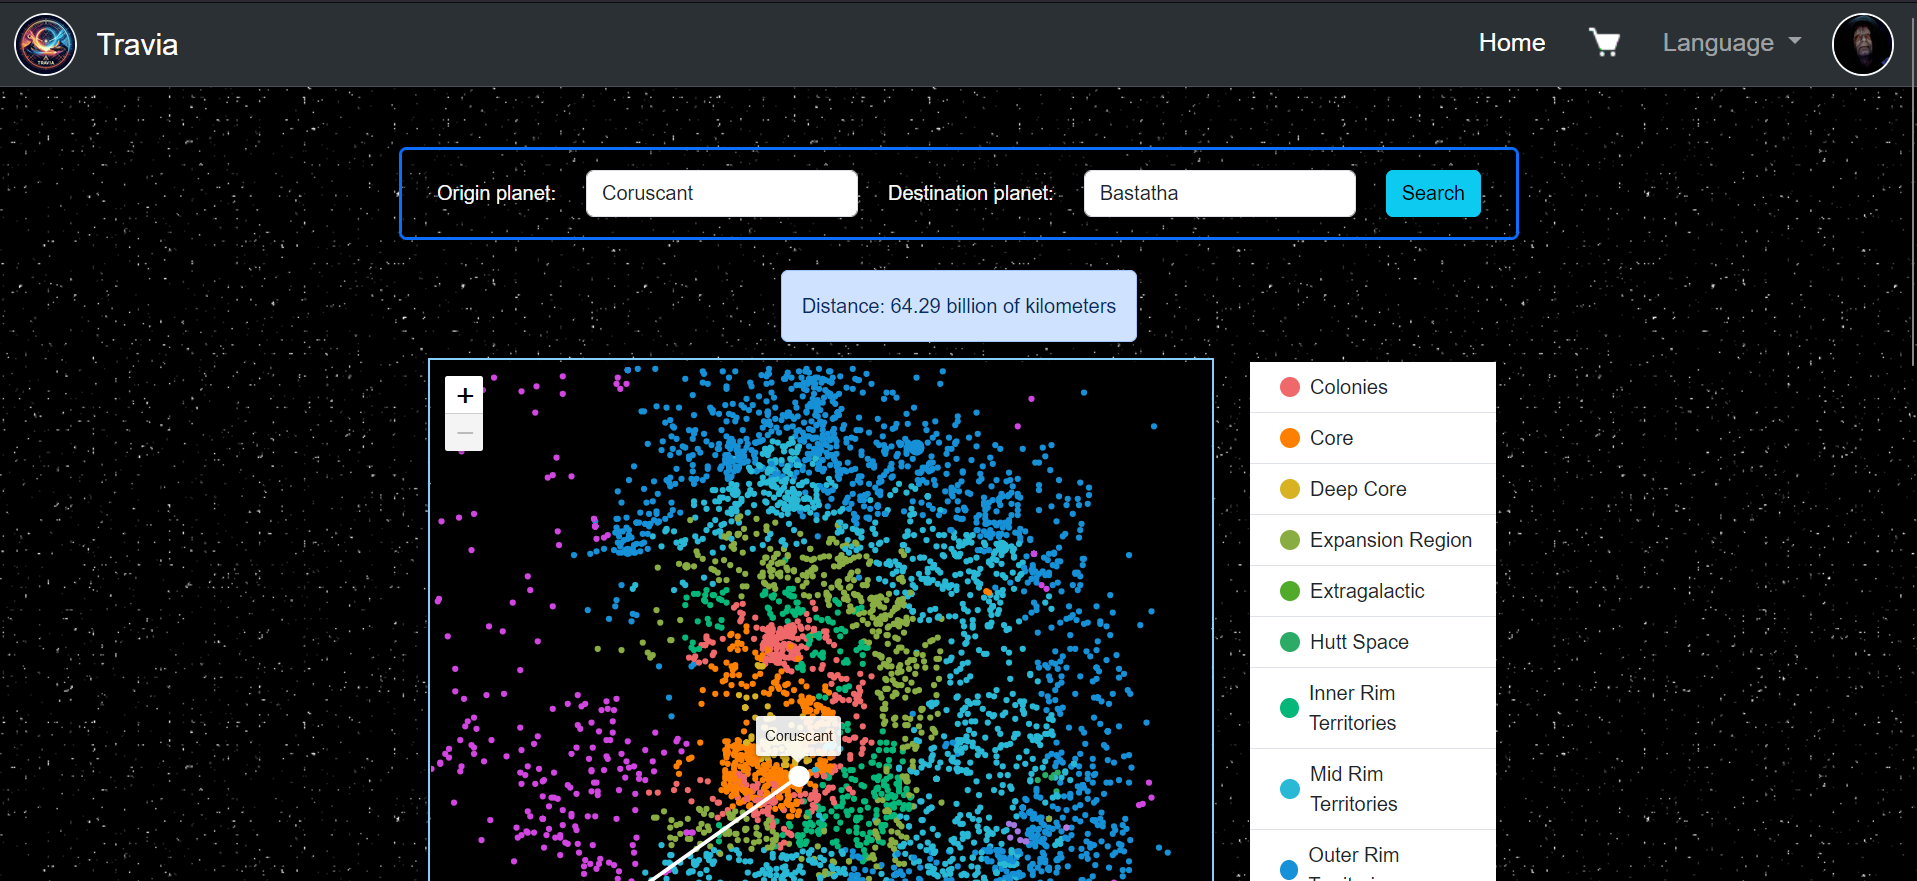 TRAVIA
Travia
Home
Language
Origin planet:
Coruscant
Destination planet:
Bastatha
Search
Distance: 64.29 billion of kilometers
+
−
Coruscant
Colonies
Core
Deep Core
Expansion Region
Extragalactic
Hutt Space
Inner Rim
Territories
Mid Rim
Territories
Outer Rim